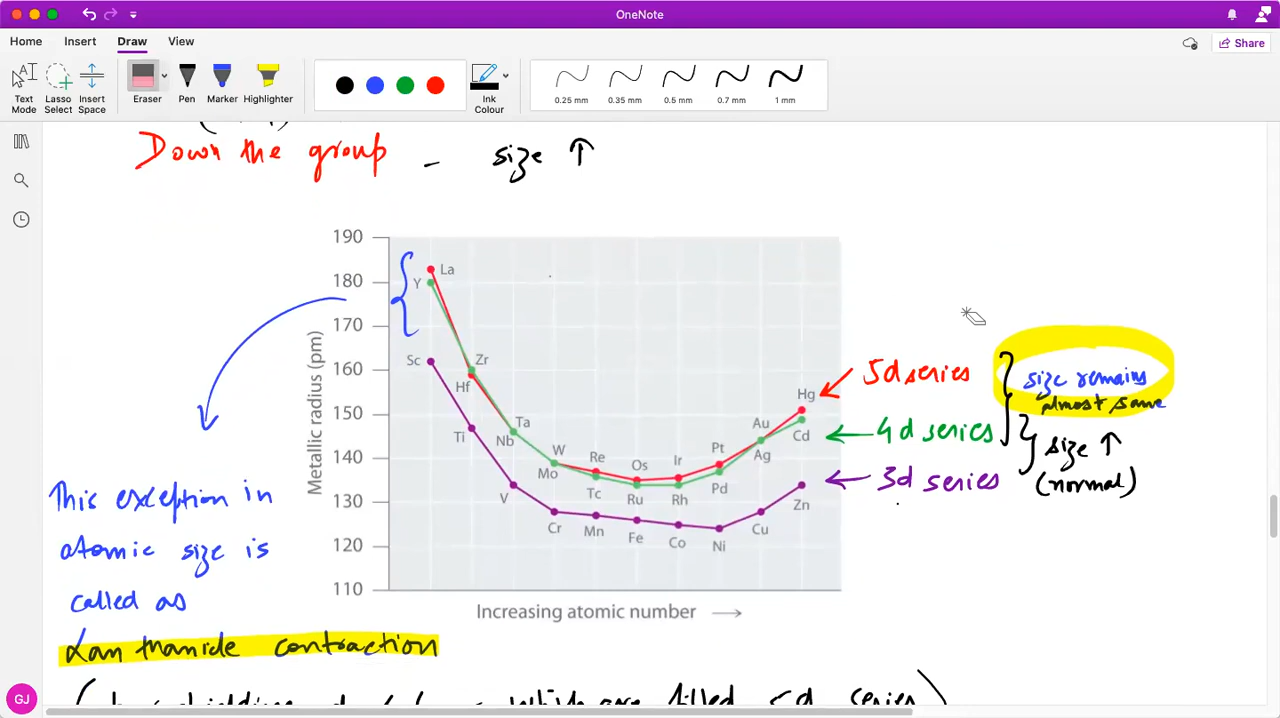 OneNote
Home Insert Draw View
Share
Text Mode
Lasso Select
Insert Space
Eraser
Pen
Marker
Highlighter
Ink Colour
0.25 mm
0.35 mm
0.5 mm
0.7 mm
1 mm
Down the group - size ↑
190
180
170
160
150
140
130
120
110
Metallic radius (pm)
Increasing atomic number →
La
Y
Sc
Zr
Hf
Ti
Ta
Nb
V
W
Mo
Cr
Re
Tc
Mn
Os
Ru
Fe
Ir
Rh
Co
Pt
Pd
Ni
Au
Ag
Cu
Hg
Cd
Zn
5d series
4d series
3d series
size remains
almost same
size ↑
(normal)
This exception in
atomic size is
called as
Lanthanide contraction
which are filled 5d series)
GJ